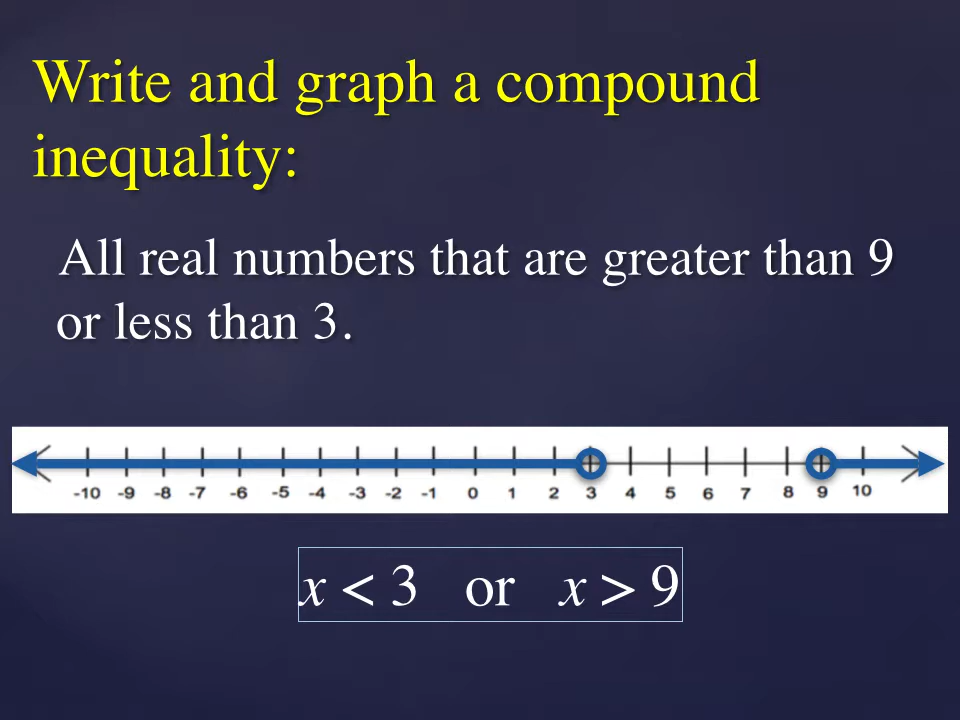 Write and graph a compound
inequality:
All real numbers that are greater than 9
or less than 3.
-10 -9 -8 -7 -6 -5 -4 -3 -2 -1 0 1 2 3 4 5 6 7 8 9 10
x < 3 or x > 9